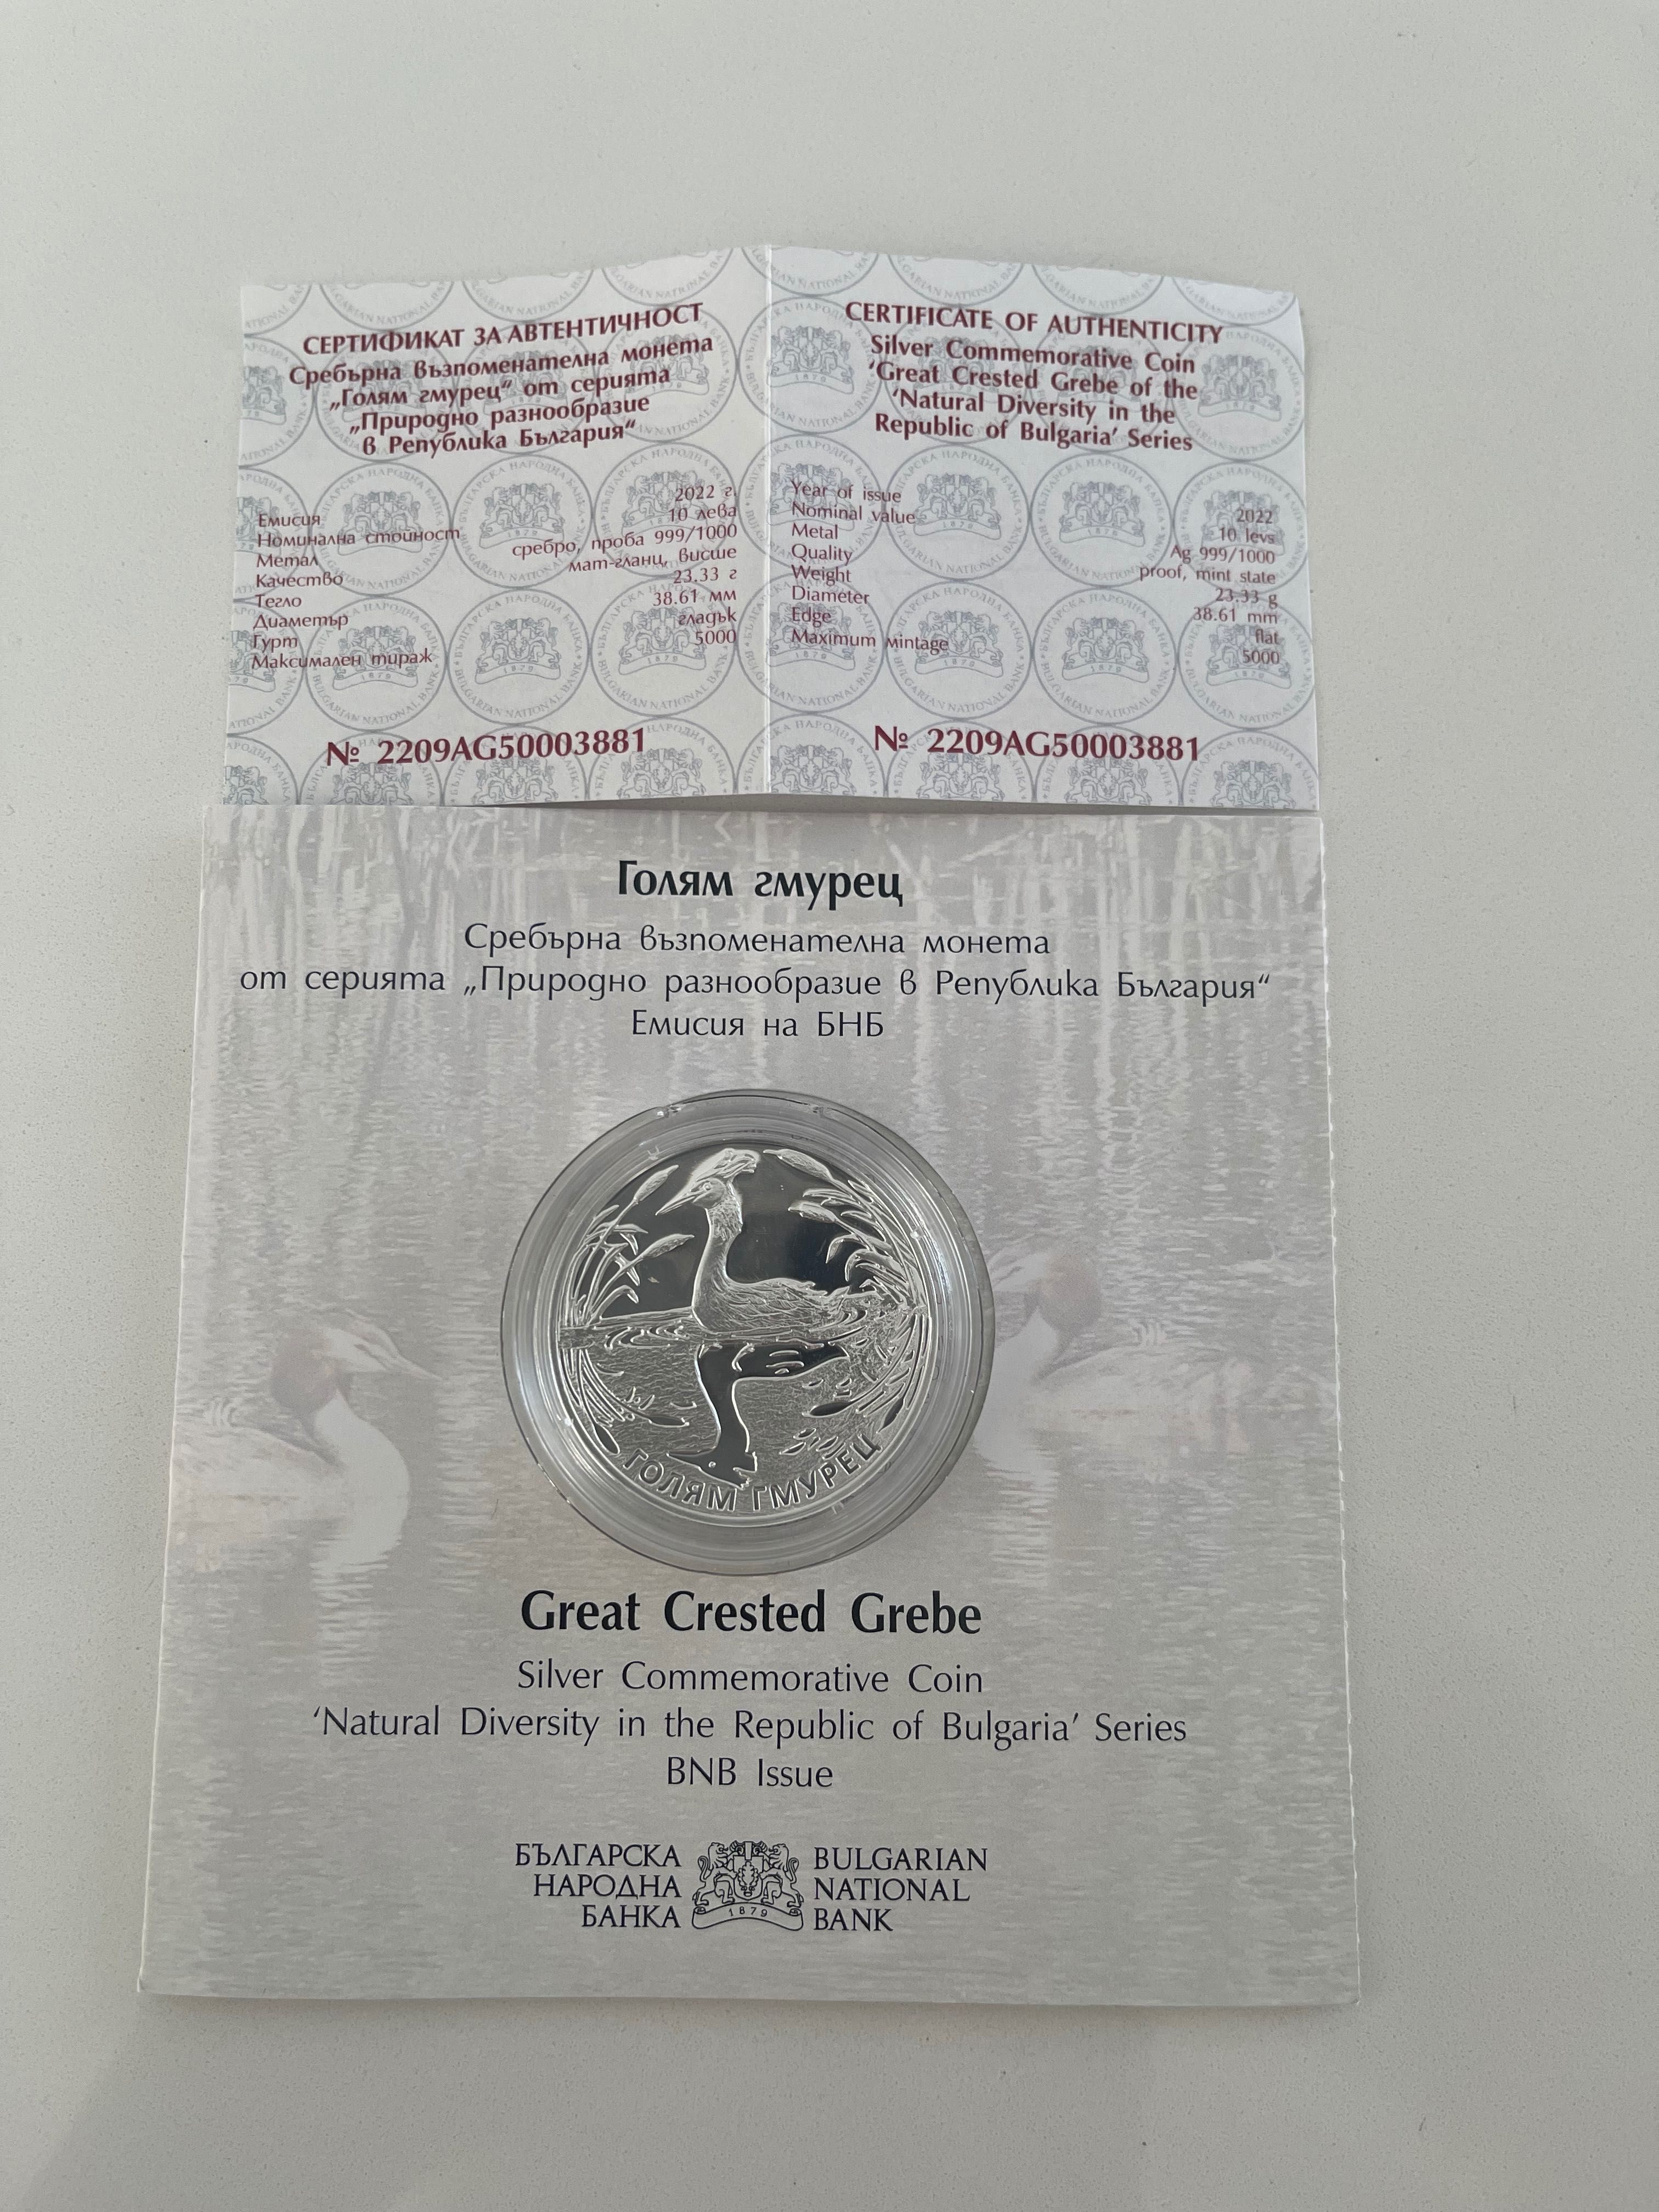 СЕРТИФИКАТ ЗА АВТЕНТИЧНОСТ
Сребърна възпоменателна монета
„Голям гмурец“ от серията
„Природно разнообразие
в Република България“
Емисия 2022 г.
Номинална стойност 10 лева
Метал сребро, проба 999/1000
Качество мат-гланц, висше
Тегло 23.33 г
Диаметър 38.61 мм
Гурт гладък
Максимален тираж 5000
№ 2209AG50003881
CERTIFICATE OF AUTHENTICITY
Silver Commemorative Coin
‘Great Crested Grebe of the
‘Natural Diversity in the
Republic of Bulgaria’ Series
Year of issue 2022
Nominal value 10 levs
Metal Ag 999/1000
Quality proof, mint state
Weight 23.33 g
Diameter 38.61 mm
Edge flat
Maximum mintage 5000
№ 2209AG50003881
Голям гмурец
Сребърна възпоменателна монета
от серията „Природно разнообразие в Република България“
Емисия на БНБ
ГОЛЯМ ГМУРЕЦ
Great Crested Grebe
Silver Commemorative Coin
‘Natural Diversity in the Republic of Bulgaria’ Series
BNB Issue
БЪЛГАРСКА
НАРОДНА
БАНКА
1879
BULGARIAN
NATIONAL
BANK